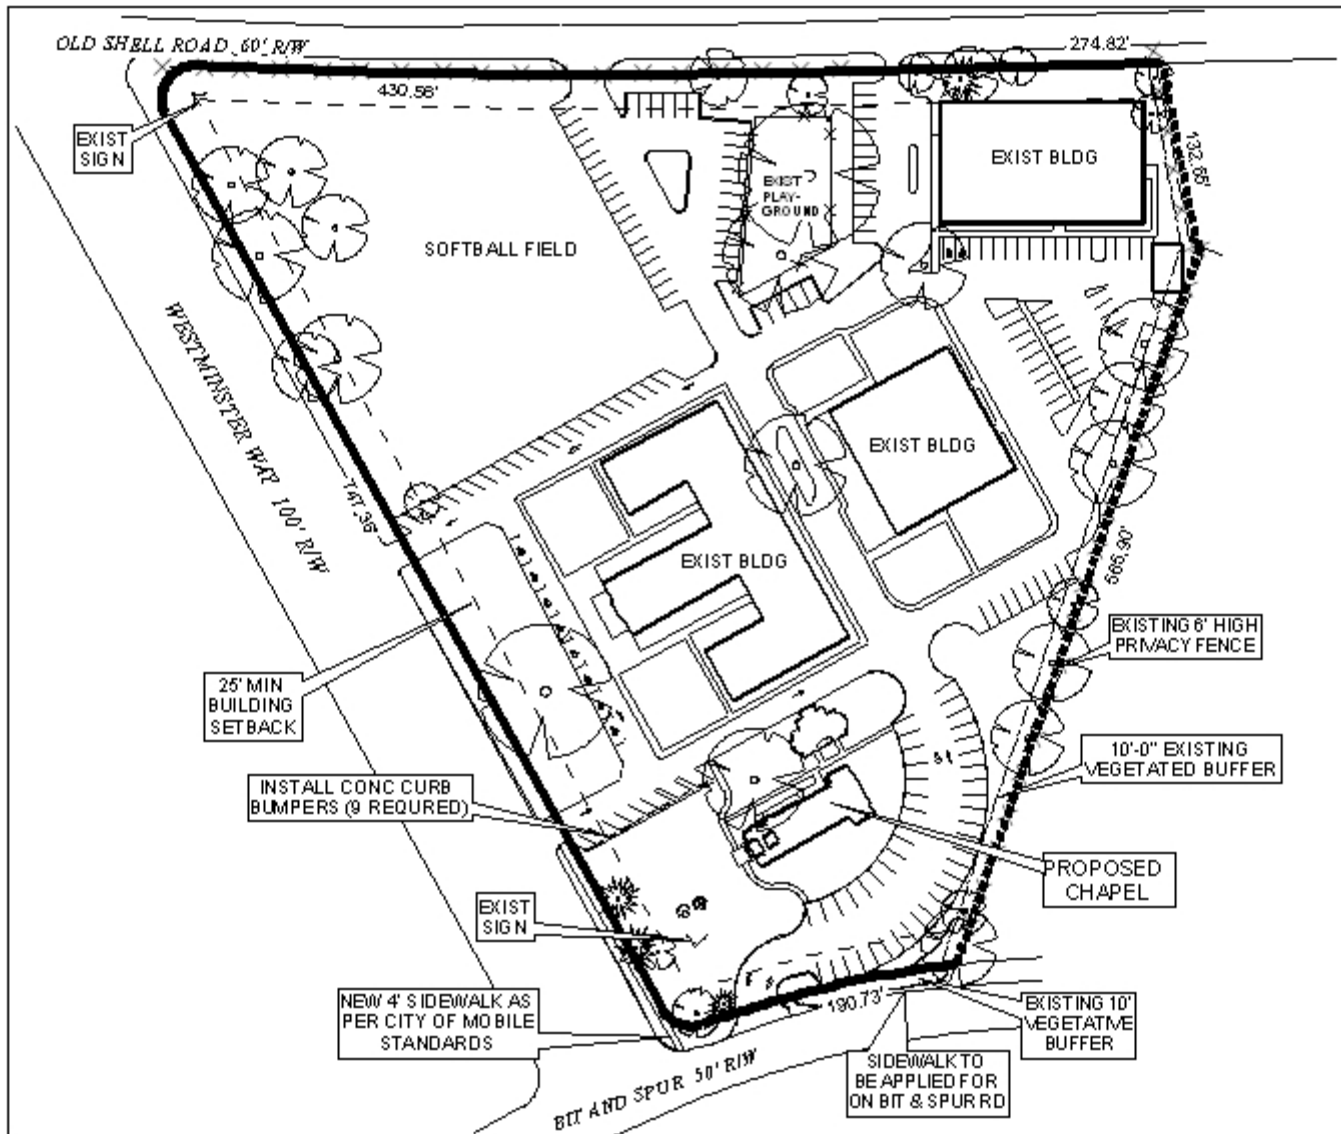 OLD SHELL ROAD 60' R/W
274.82'
430.58'
EXIST
SIGN
EXIST BLDG
132.65'
EXIST
PLAY-
GROUND
SOFTBALL FIELD
WESTMINSTER WAY 100' R/W
747.36'
EXIST BLDG
EXIST BLDG
565.90'
EXISTING 6' HIGH
PRIVACY FENCE
25' MIN
BUILDING
SETBACK
10'-0" EXISTING
VEGETATED BUFFER
INSTALL CONC CURB
BUMPERS (9 REQURED)
PROPOSED
CHAPEL
EXIST
SIGN
NEW 4' SIDEWALK AS
PER CITY OF MOBILE
STANDARDS
190.73'
EXISTING 10'
VEGETATIVE
BUFFER
SIDEWALK TO
BE APPLIED FOR
ON BIT & SPUR RD
BIT AND SPUR 50' R/W